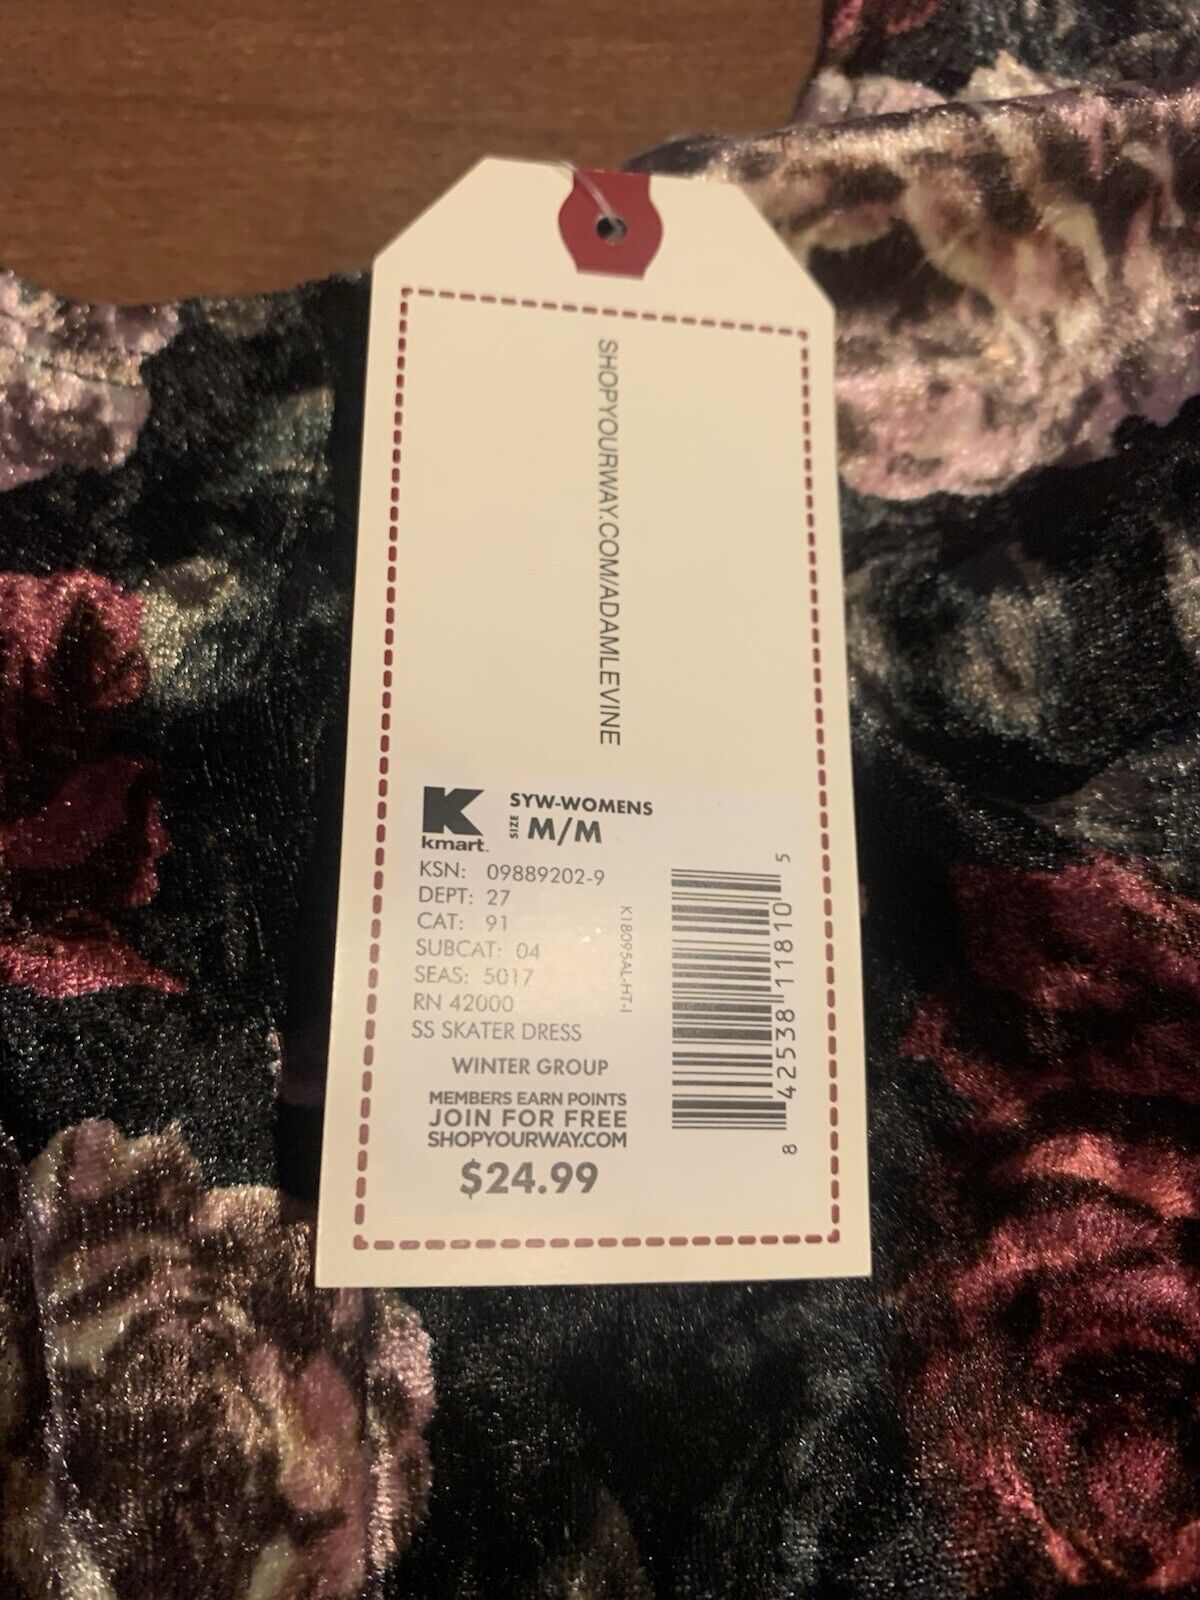 SHOPYOURWAY.COM/ADAMLEVINE
K
kmart
SYW-WOMENS
SIZE M/M
KSN: 09889202-9
DEPT: 27
CAT: 91
SUBCAT: 04
SEAS: 5017
RN 42000
SS SKATER DRESS
WINTER GROUP
MEMBERS EARN POINTS
JOIN FOR FREE
SHOPYOURWAY.COM
$24.99
K18095AL-HT-I
8 42538 11810 5